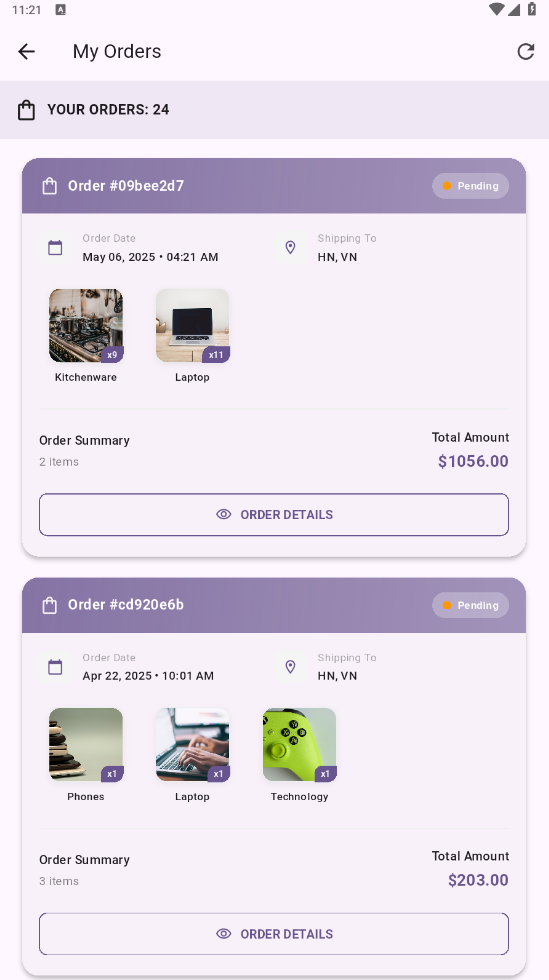 11:21
A
My Orders
YOUR ORDERS: 24
Order #09bee2d7
Pending
Order Date
May 06, 2025 • 04:21 AM
Shipping To
HN, VN
x9
x11
Kitchenware
Laptop
Order Summary
2 items
Total Amount
$1056.00
ORDER DETAILS
Order #cd920e6b
Pending
Order Date
Apr 22, 2025 • 10:01 AM
Shipping To
HN, VN
x1
x1
x1
Phones
Laptop
Technology
Order Summary
3 items
Total Amount
$203.00
ORDER DETAILS